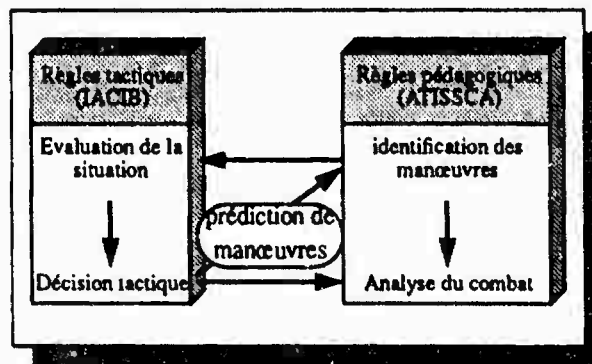 Règles tactiques
(IACIB)
Evaluation de la
situation
Décision tactique
prédiction de
manœuvres
Règles pédagogiques
(ATISSCA)
identification des
manœuvres
Analyse du combat